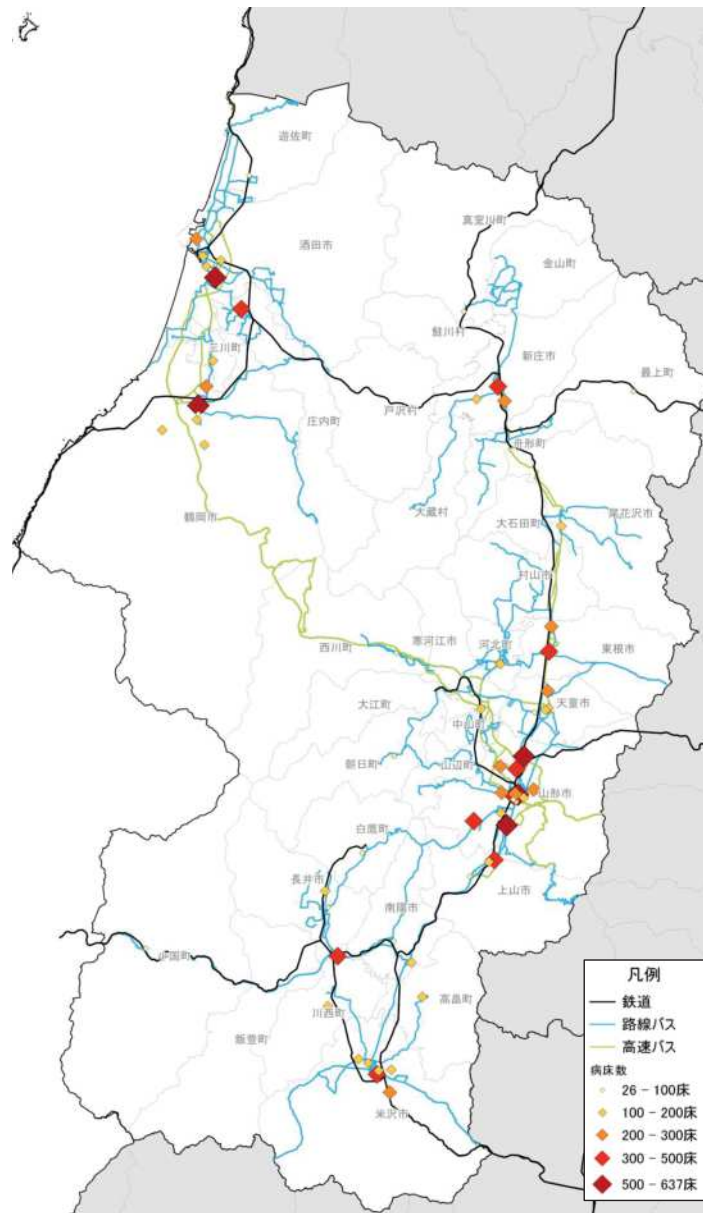 遊佐町
真室川町
酒田市
金山町
鮭川村
三川町
新庄市
最上町
戸沢村
庄内町
舟形町
大蔵村
鶴岡市
大石田町
尾花沢市
村山市
西川町
寒河江市
河北町
東根市
大江町
天童市
中山町
朝日町
山辺町
山形市
白鷹町
長井市
上山市
南陽市
小国町
川西町
高畠町
飯豊町
米沢市
凡例
鉄道
路線バス
高速バス
病床数
26 - 100床
100 - 200床
200 - 300床
300 - 500床
500 - 637床